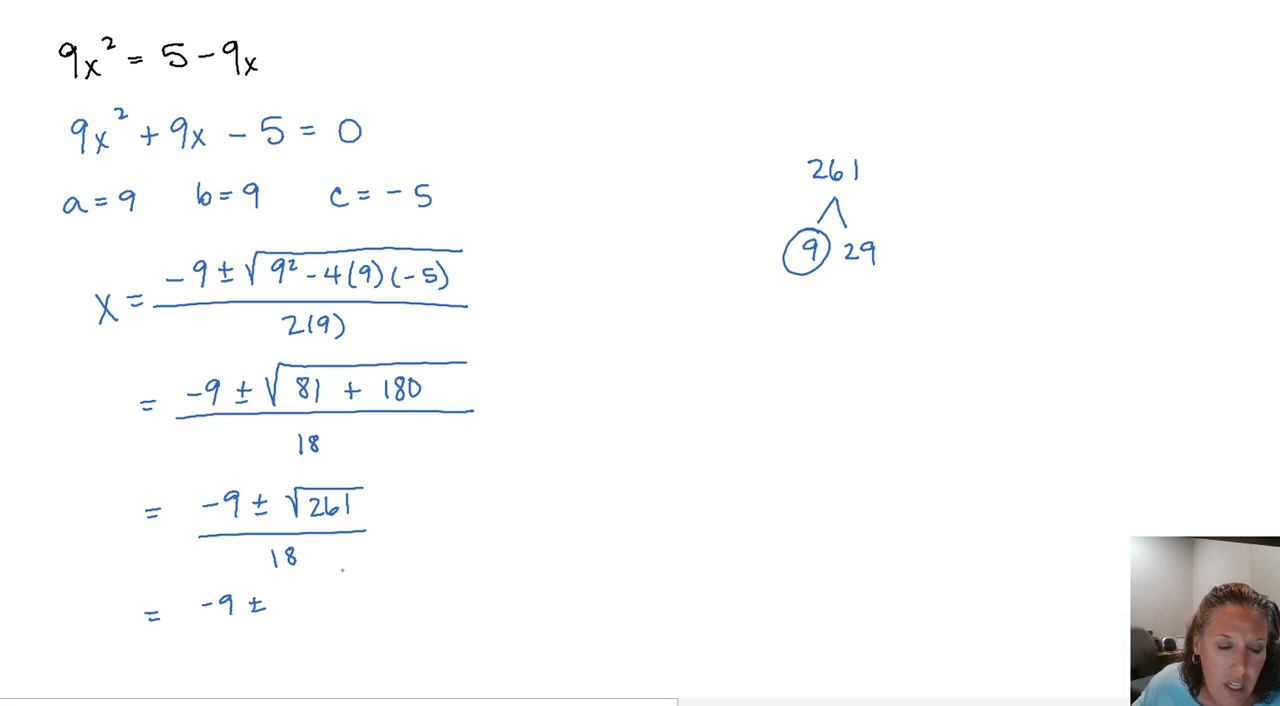 9x² = 5 - 9x
9x² + 9x - 5 = 0
a = 9 b = 9 c = -5
x = (-9 ± √(9² - 4(9)(-5))) / 2(9)
= (-9 ± √(81 + 180)) / 18
= (-9 ± √261) / 18
= -9 ±
261
9 29